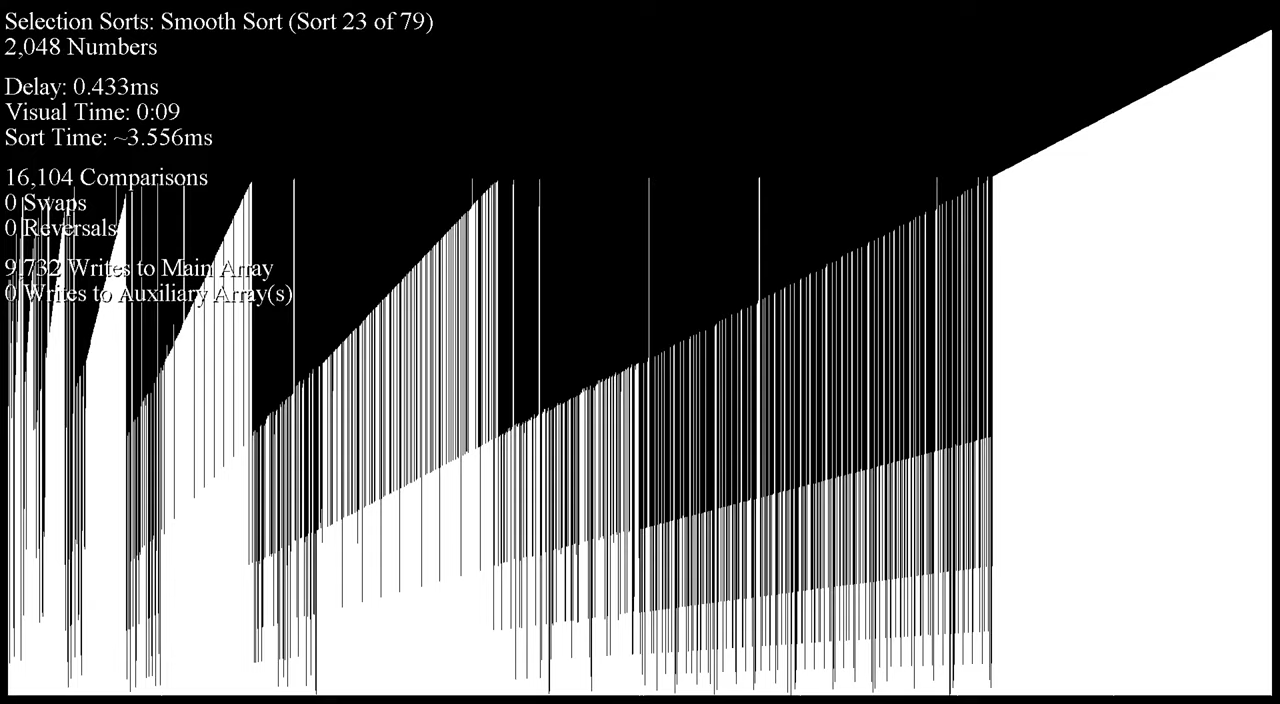 Selection Sorts: Smooth Sort (Sort 23 of 79)
2,048 Numbers
Delay: 0.433ms
Visual Time: 0:09
Sort Time: ~3.556ms
16,104 Comparisons
0 Swaps
0 Reversals
9,732 Writes to Main Array
0 Writes to Auxiliary Array(s)